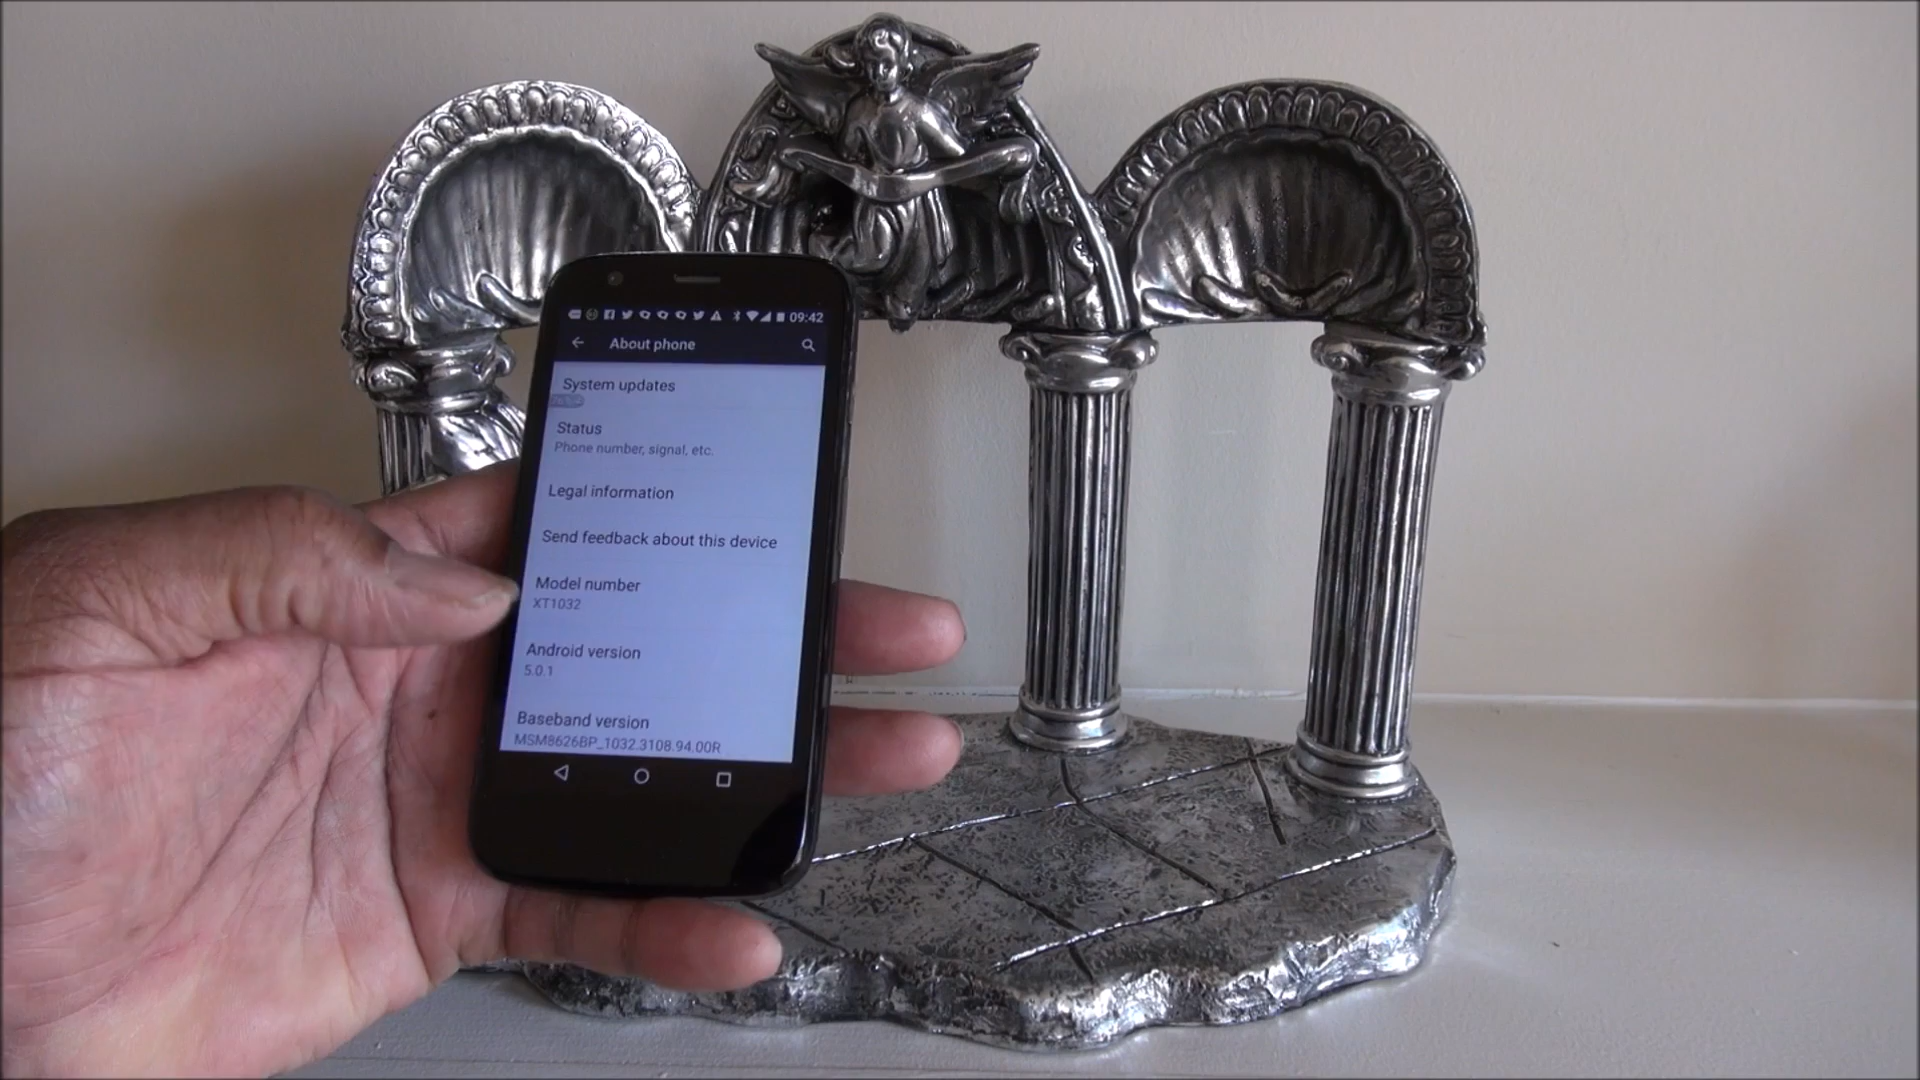 09:42
About phone
System updates
Status
Phone number, signal, etc.
Legal information
Send feedback about this device
Model number
XT1032
Android version
5.0.1
Baseband version
MSM8626BP_1032.3108.94.00R